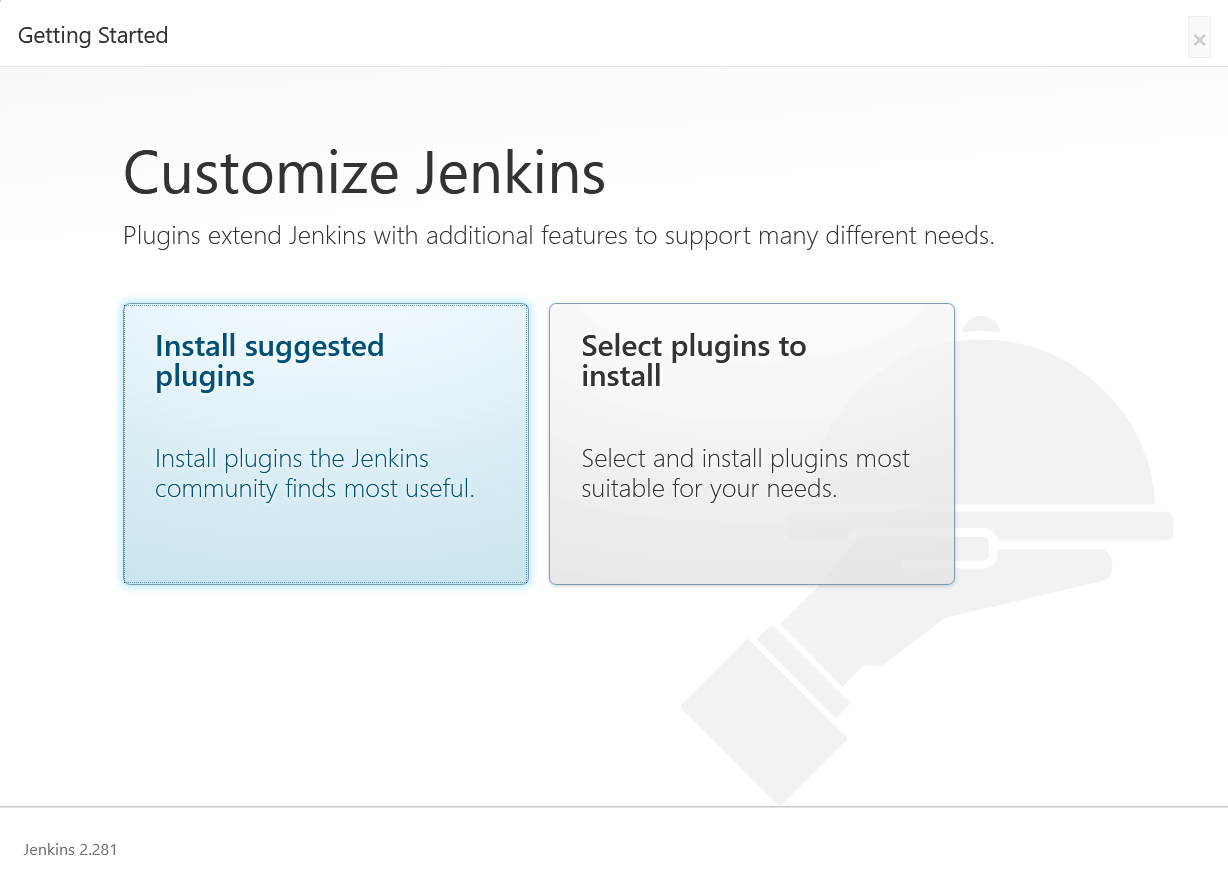 Getting Started
×
Customize Jenkins
Plugins extend Jenkins with additional features to support many different needs.
Install suggested
plugins
Install plugins the Jenkins
community finds most useful.
Select plugins to
install
Select and install plugins most
suitable for your needs.
Jenkins 2.281